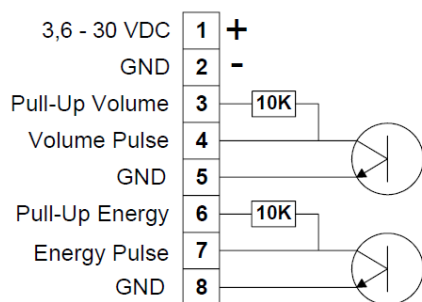 3,6 - 30 VDC 1 +
GND 2 -
Pull-Up Volume 3 10K
Volume Pulse 4
GND 5
Pull-Up Energy 6 10K
Energy Pulse 7
GND 8